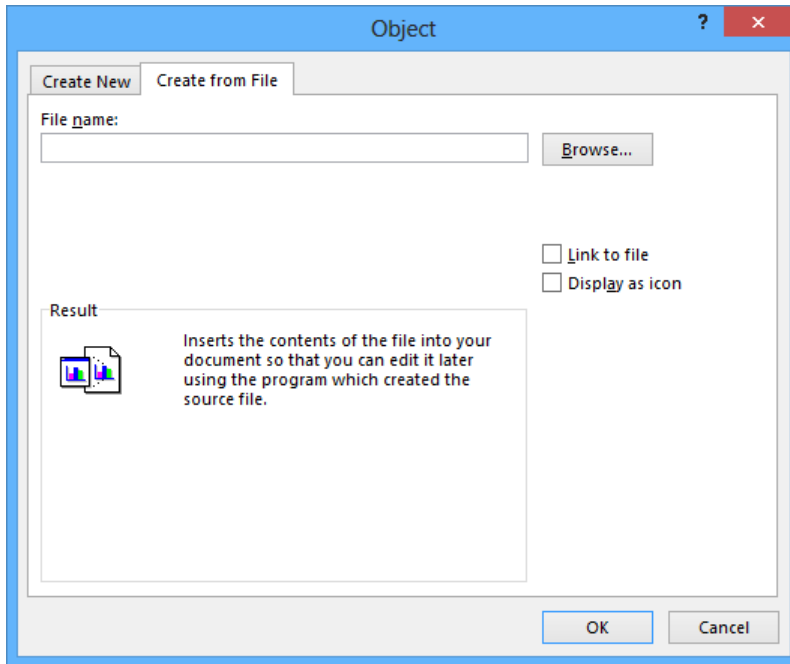 Object
?
Create New
Create from File
File name:
Browse...
Link to file
Display as icon
Result
Inserts the contents of the file into your
document so that you can edit it later
using the program which created the
source file.
OK
Cancel